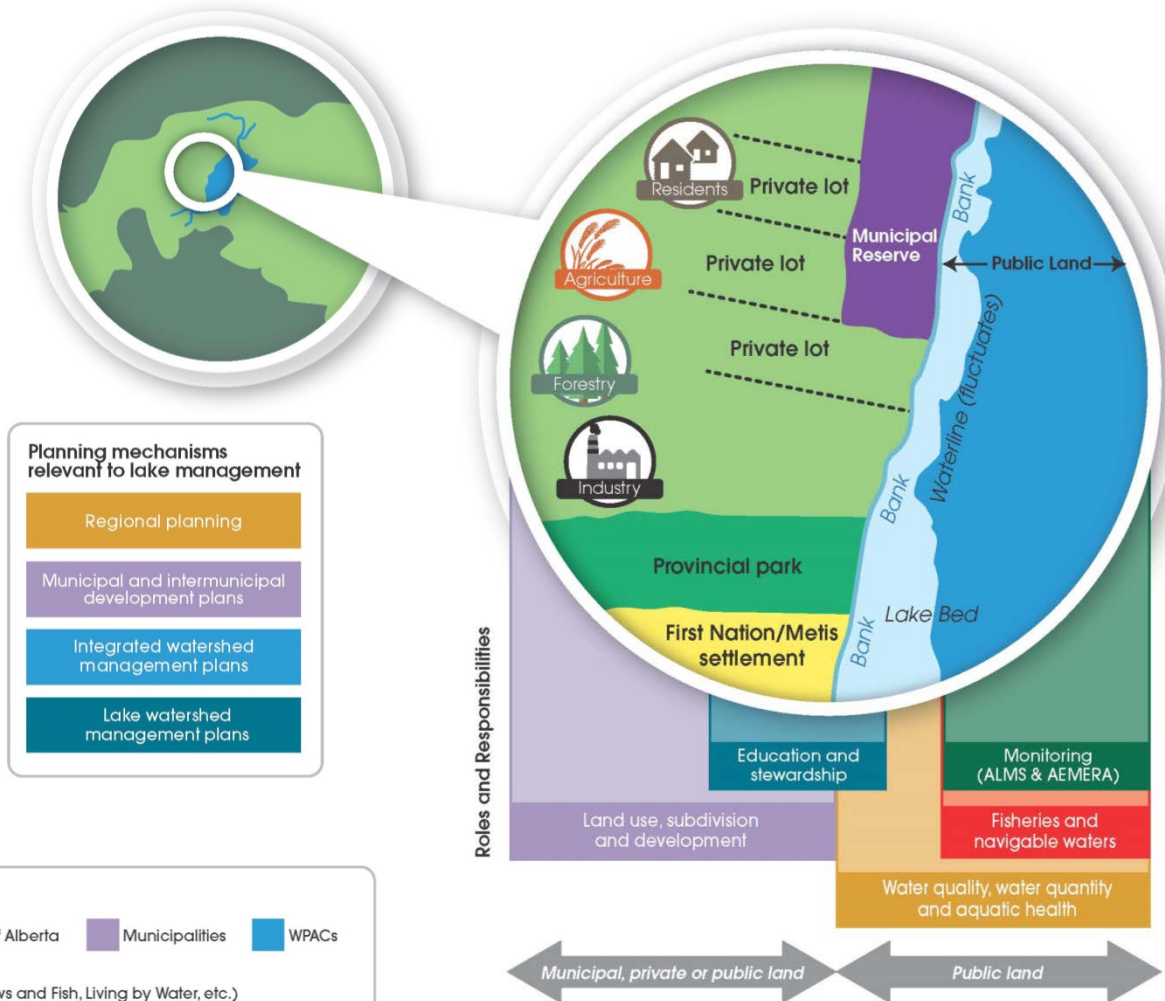 Residents
Private lot
Agriculture
Private lot
Forestry
Private lot
Industry
Municipal
Reserve
Bank
Public Land
Waterline (fluctuates)
Bank
Provincial park
Lake Bed
First Nation/Metis
settlement
Bank
Planning mechanisms
relevant to lake management
Regional planning
Municipal and intermunicipal
development plans
Integrated watershed
management plans
Lake watershed
management plans
Roles and Responsibilities
Education and
stewardship
Monitoring
(ALMS & AEMERA)
Land use, subdivision
and development
Fisheries and
navigable waters
Water quality, water quantity
and aquatic health
Alberta Municipalities WPACs
and Fish, Living by Water, etc.)
Municipal, private or public land
Public land